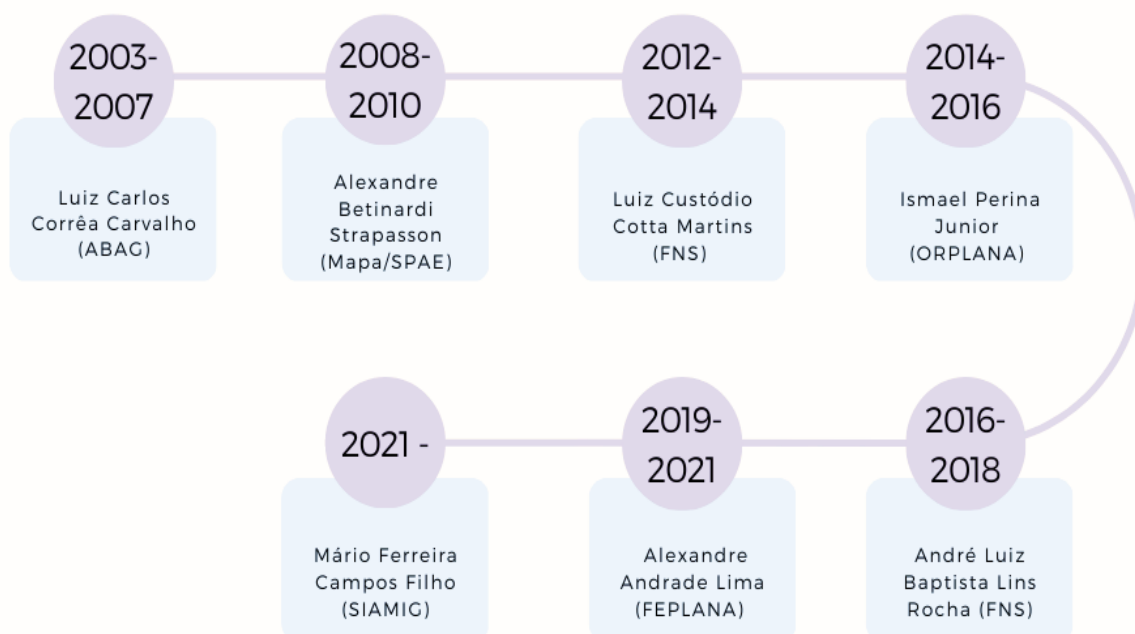 2003-
2007
Luiz Carlos
Corrêa Carvalho
(ABAG)
2008-
2010
Alexandre
Betinardi
Strapasson
(Mapa/SPAE)
2012-
2014
Luiz Custódio
Cotta Martins
(FNS)
2014-
2016
Ismael Perina
Junior
(ORPLANA)
2016-
2018
André Luiz
Baptista Lins
Rocha (FNS)
2019-
2021
Alexandre
Andrade Lima
(FEPLANA)
2021 -
Mário Ferreira
Campos Filho
(SIAMIG)